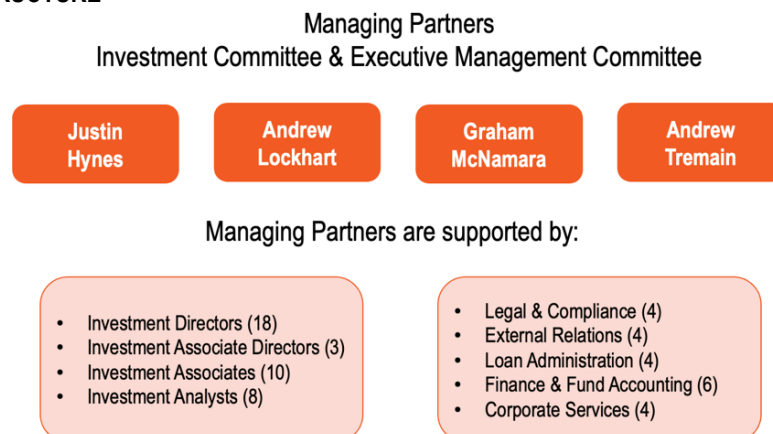 Managing Partners
Investment Committee & Executive Management Committee
Justin
Hynes
Andrew
Lockhart
Graham
McNamara
Andrew
Tremain
Managing Partners are supported by:
• Investment Directors (18)
• Investment Associate Directors (3)
• Investment Associates (10)
• Investment Analysts (8)
• Legal & Compliance (4)
• External Relations (4)
• Loan Administration (4)
• Finance & Fund Accounting (6)
• Corporate Services (4)